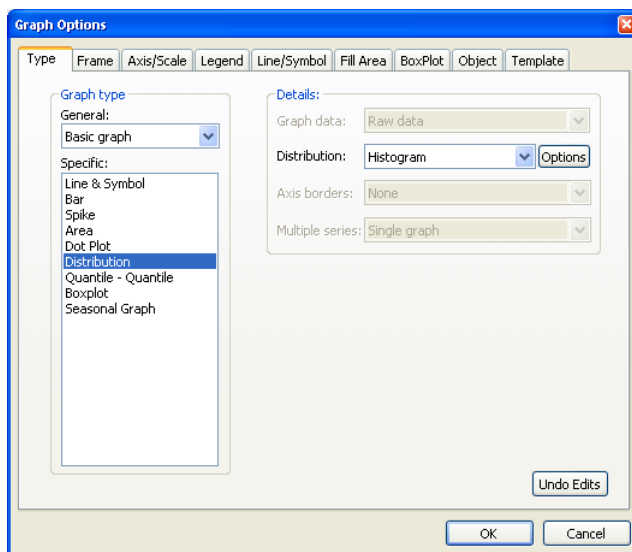 Graph Options
Type Frame Axis/Scale Legend Line/Symbol Fill Area BoxPlot Object Template
Graph type
General:
Basic graph
Specific:
Line & Symbol
Bar
Spike
Area
Dot Plot
Distribution
Quantile - Quantile
Boxplot
Seasonal Graph
Details:
Graph data: Raw data
Distribution: Histogram Options
Axis borders: None
Multiple series: Single graph
Undo Edits
OK Cancel